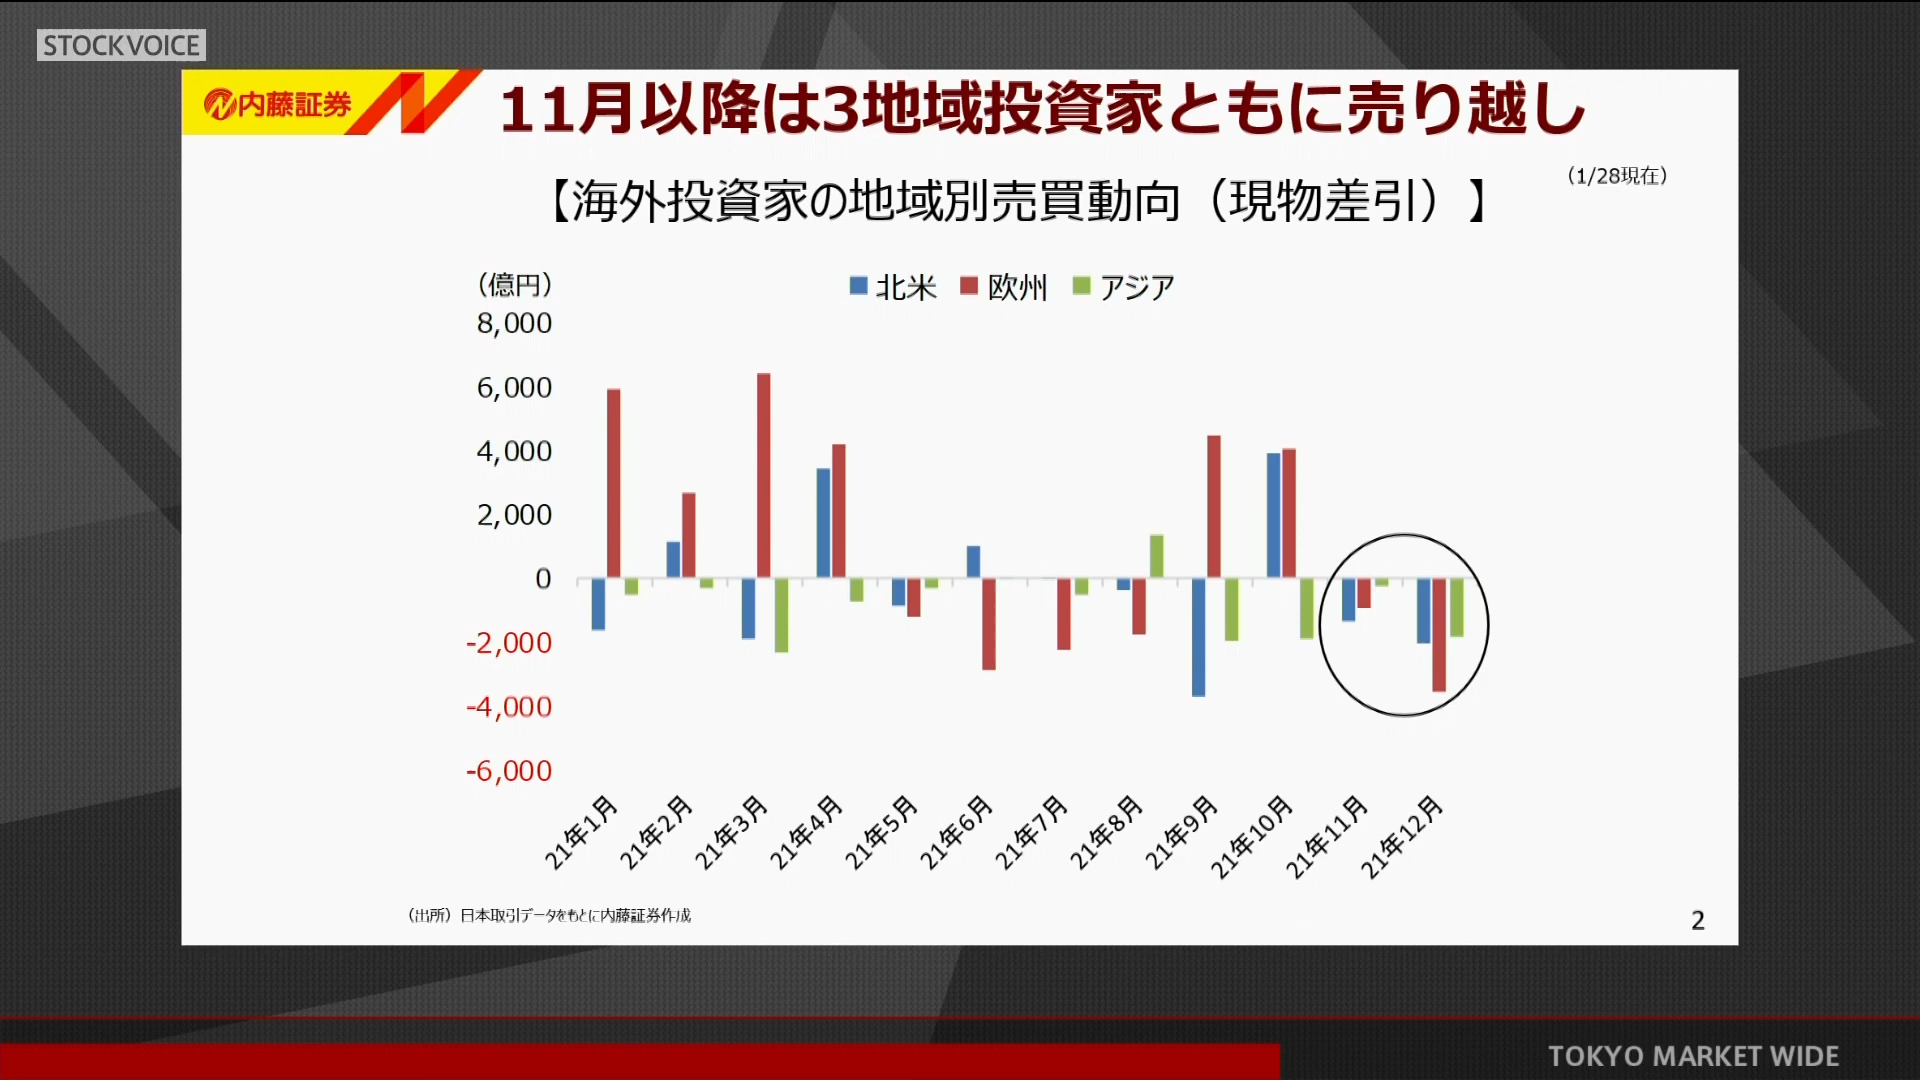 STOCKVOICE
内藤証券
11月以降は3地域投資家ともに売り越し
(1/28現在)
【海外投資家の地域別売買動向（現物差引）】
(億円)
北米 欧州 アジア
8,000
6,000
4,000
2,000
0
-2,000
-4,000
-6,000
21年1月
21年2月
21年3月
21年4月
21年5月
21年6月
21年7月
21年8月
21年9月
21年10月
21年11月
21年12月
(出所) 日本取引データをもとに内藤証券作成
2
TOKYO MARKET WIDE